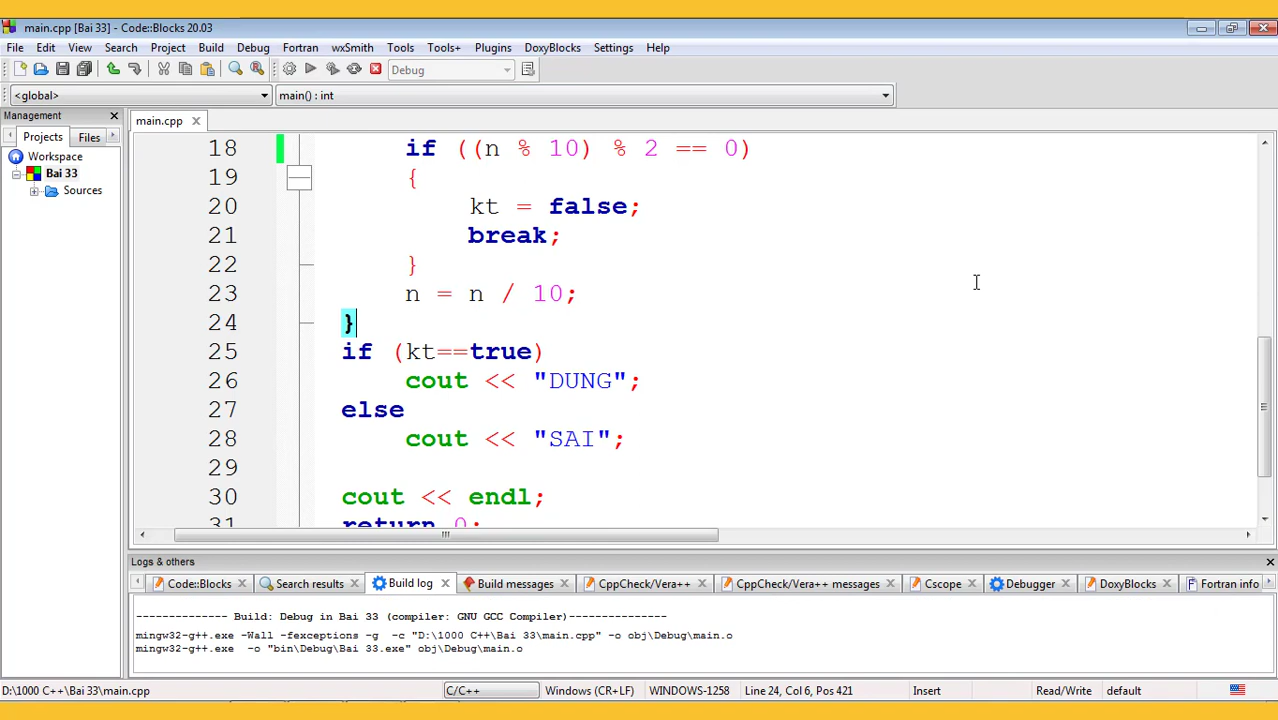 main.cpp [Bai 33] - Code::Blocks 20.03
File Edit View Search Project Build Debug Fortran wxSmith Tools Tools+ Plugins DoxyBlocks Settings Help
Debug
<global> main() : int
Management
main.cpp
Projects Files
Workspace
Bai 33
Sources
18 if ((n % 10) % 2 == 0)
19 {
20 kt = false;
21 break;
22 }
23 n = n / 10;
24 }
25 if (kt==true)
26 cout << "DUNG";
27 else
28 cout << "SAI";
29
30 cout << endl;
31 return 0;
Logs & others
Code::Blocks Search results Build log Build messages CppCheck/Vera++ CppCheck/Vera++ messages Cscope Debugger DoxyBlocks Fortran info
-------------- Build: Debug in Bai 33 (compiler: GNU GCC Compiler)---------------
mingw32-g++.exe -Wall -fexceptions -g -c "D:\1000 C++\Bai 33\main.cpp" -o obj\Debug\main.o
mingw32-g++.exe -o "bin\Debug\Bai 33.exe" obj\Debug\main.o
D:\1000 C++\Bai 33\main.cpp C/C++ Windows (CR+LF) WINDOWS-1258 Line 24, Col 6, Pos 421 Insert Read/Write default